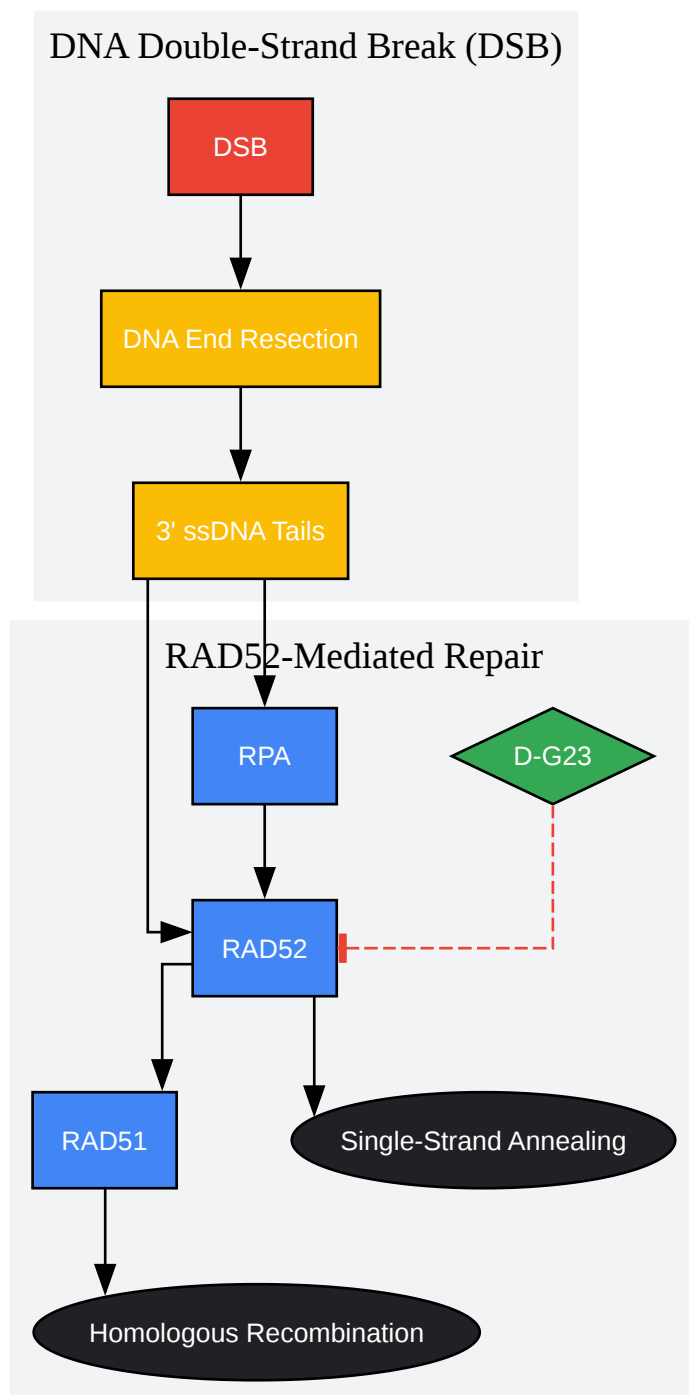 DNA Double-Strand Break (DSB)
DSB
DNA End Resection
3' ssDNA Tails
RAD52-Mediated Repair
RPA
D-G23
RAD52
RAD51
Single-Strand Annealing
Homologous Recombination